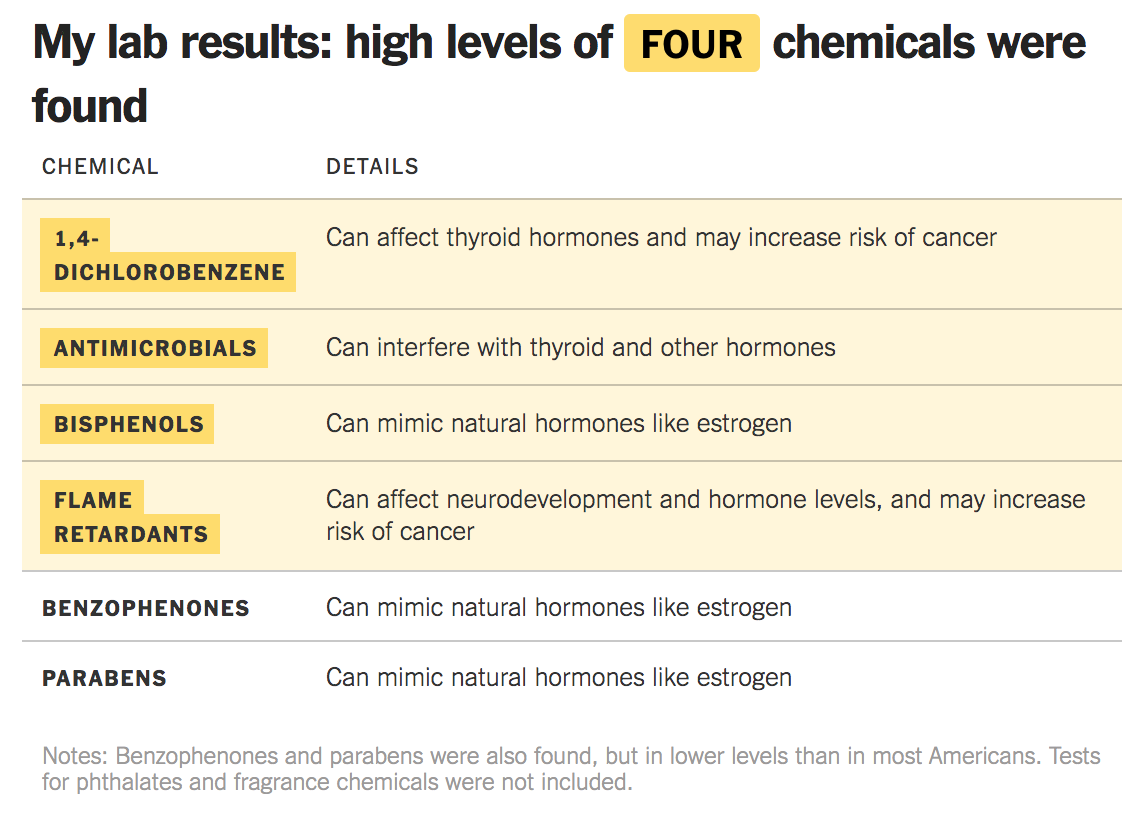 My lab results: high levels of FOUR chemicals were
found
CHEMICAL DETAILS
1,4-
DICHLOROBENZENE
Can affect thyroid hormones and may increase risk of cancer
ANTIMICROBIALS
Can interfere with thyroid and other hormones
BISPHENOLS
Can mimic natural hormones like estrogen
FLAME
RETARDANTS
Can affect neurodevelopment and hormone levels, and may increase
risk of cancer
BENZOPHENONES
Can mimic natural hormones like estrogen
PARABENS
Can mimic natural hormones like estrogen
Notes: Benzophenones and parabens were also found, but in lower levels than in most Americans. Tests
for phthalates and fragrance chemicals were not included.